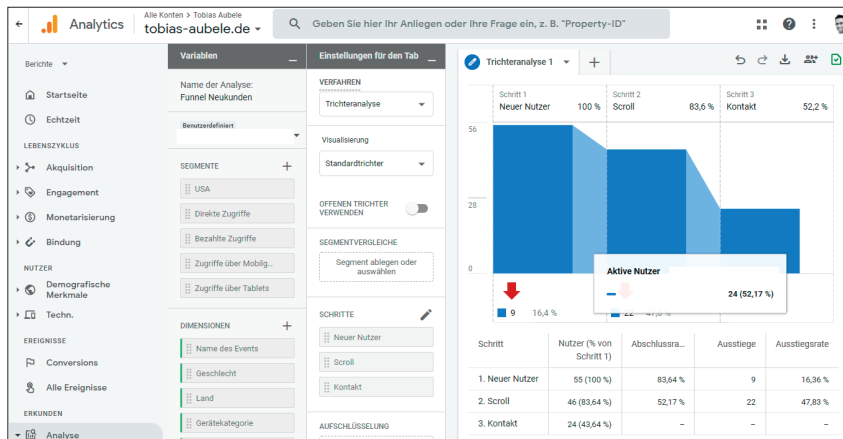 Analytics
Alle Konten > Tobias Aubele
tobias-aubele.de
Geben Sie hier Ihr Anliegen oder Ihre Frage ein, z. B. "Property-ID"
Berichte
Startseite
Echtzeit
LEBENSZYKLUS
Akquisition
Engagement
Monetarisierung
Bindung
NUTZER
Demografische
Merkmale
Techn.
EREIGNISSE
Conversions
Alle Ereignisse
ERKUNDEN
Analyse
Variablen
Name der Analyse:
Funnel Neukunden
Benutzerdefiniert
SEGMENTE
USA
Direkte Zugriffe
Bezahlte Zugriffe
Zugriffe über Mobilg...
Zugriffe über Tablets
DIMENSIONEN
Name des Events
Geschlecht
Land
Gerätekategorie
Einstellungen für den Tab
VERFAHREN
Trichteranalyse
Visualisierung
Standardtrichter
OFFENEN TRICHTER
VERWENDEN
SEGMENTVERGLEICHE
Segment ablegen oder
auswählen
SCHRITTE
Neuer Nutzer
Scroll
Kontakt
AUFSCHLÜSSELUNG
Trichteranalyse 1
Schritt 1
Neuer Nutzer 100 %
Schritt 2
Scroll 83,6 %
Schritt 3
Kontakt 52,2 %
56
28
0
Aktive Nutzer
24 (52,17 %)
9 16,4 %
22 47,8 %
Schritt Nutzer (% von Schritt 1) Abschlussra... Ausstiege Ausstiegsrate
1. Neuer Nutzer 55 (100 %) 83,64 % 9 16,36 %
2. Scroll 46 (83,64 %) 52,17 % 22 47,83 %
3. Kontakt 24 (43,64 %) – – –